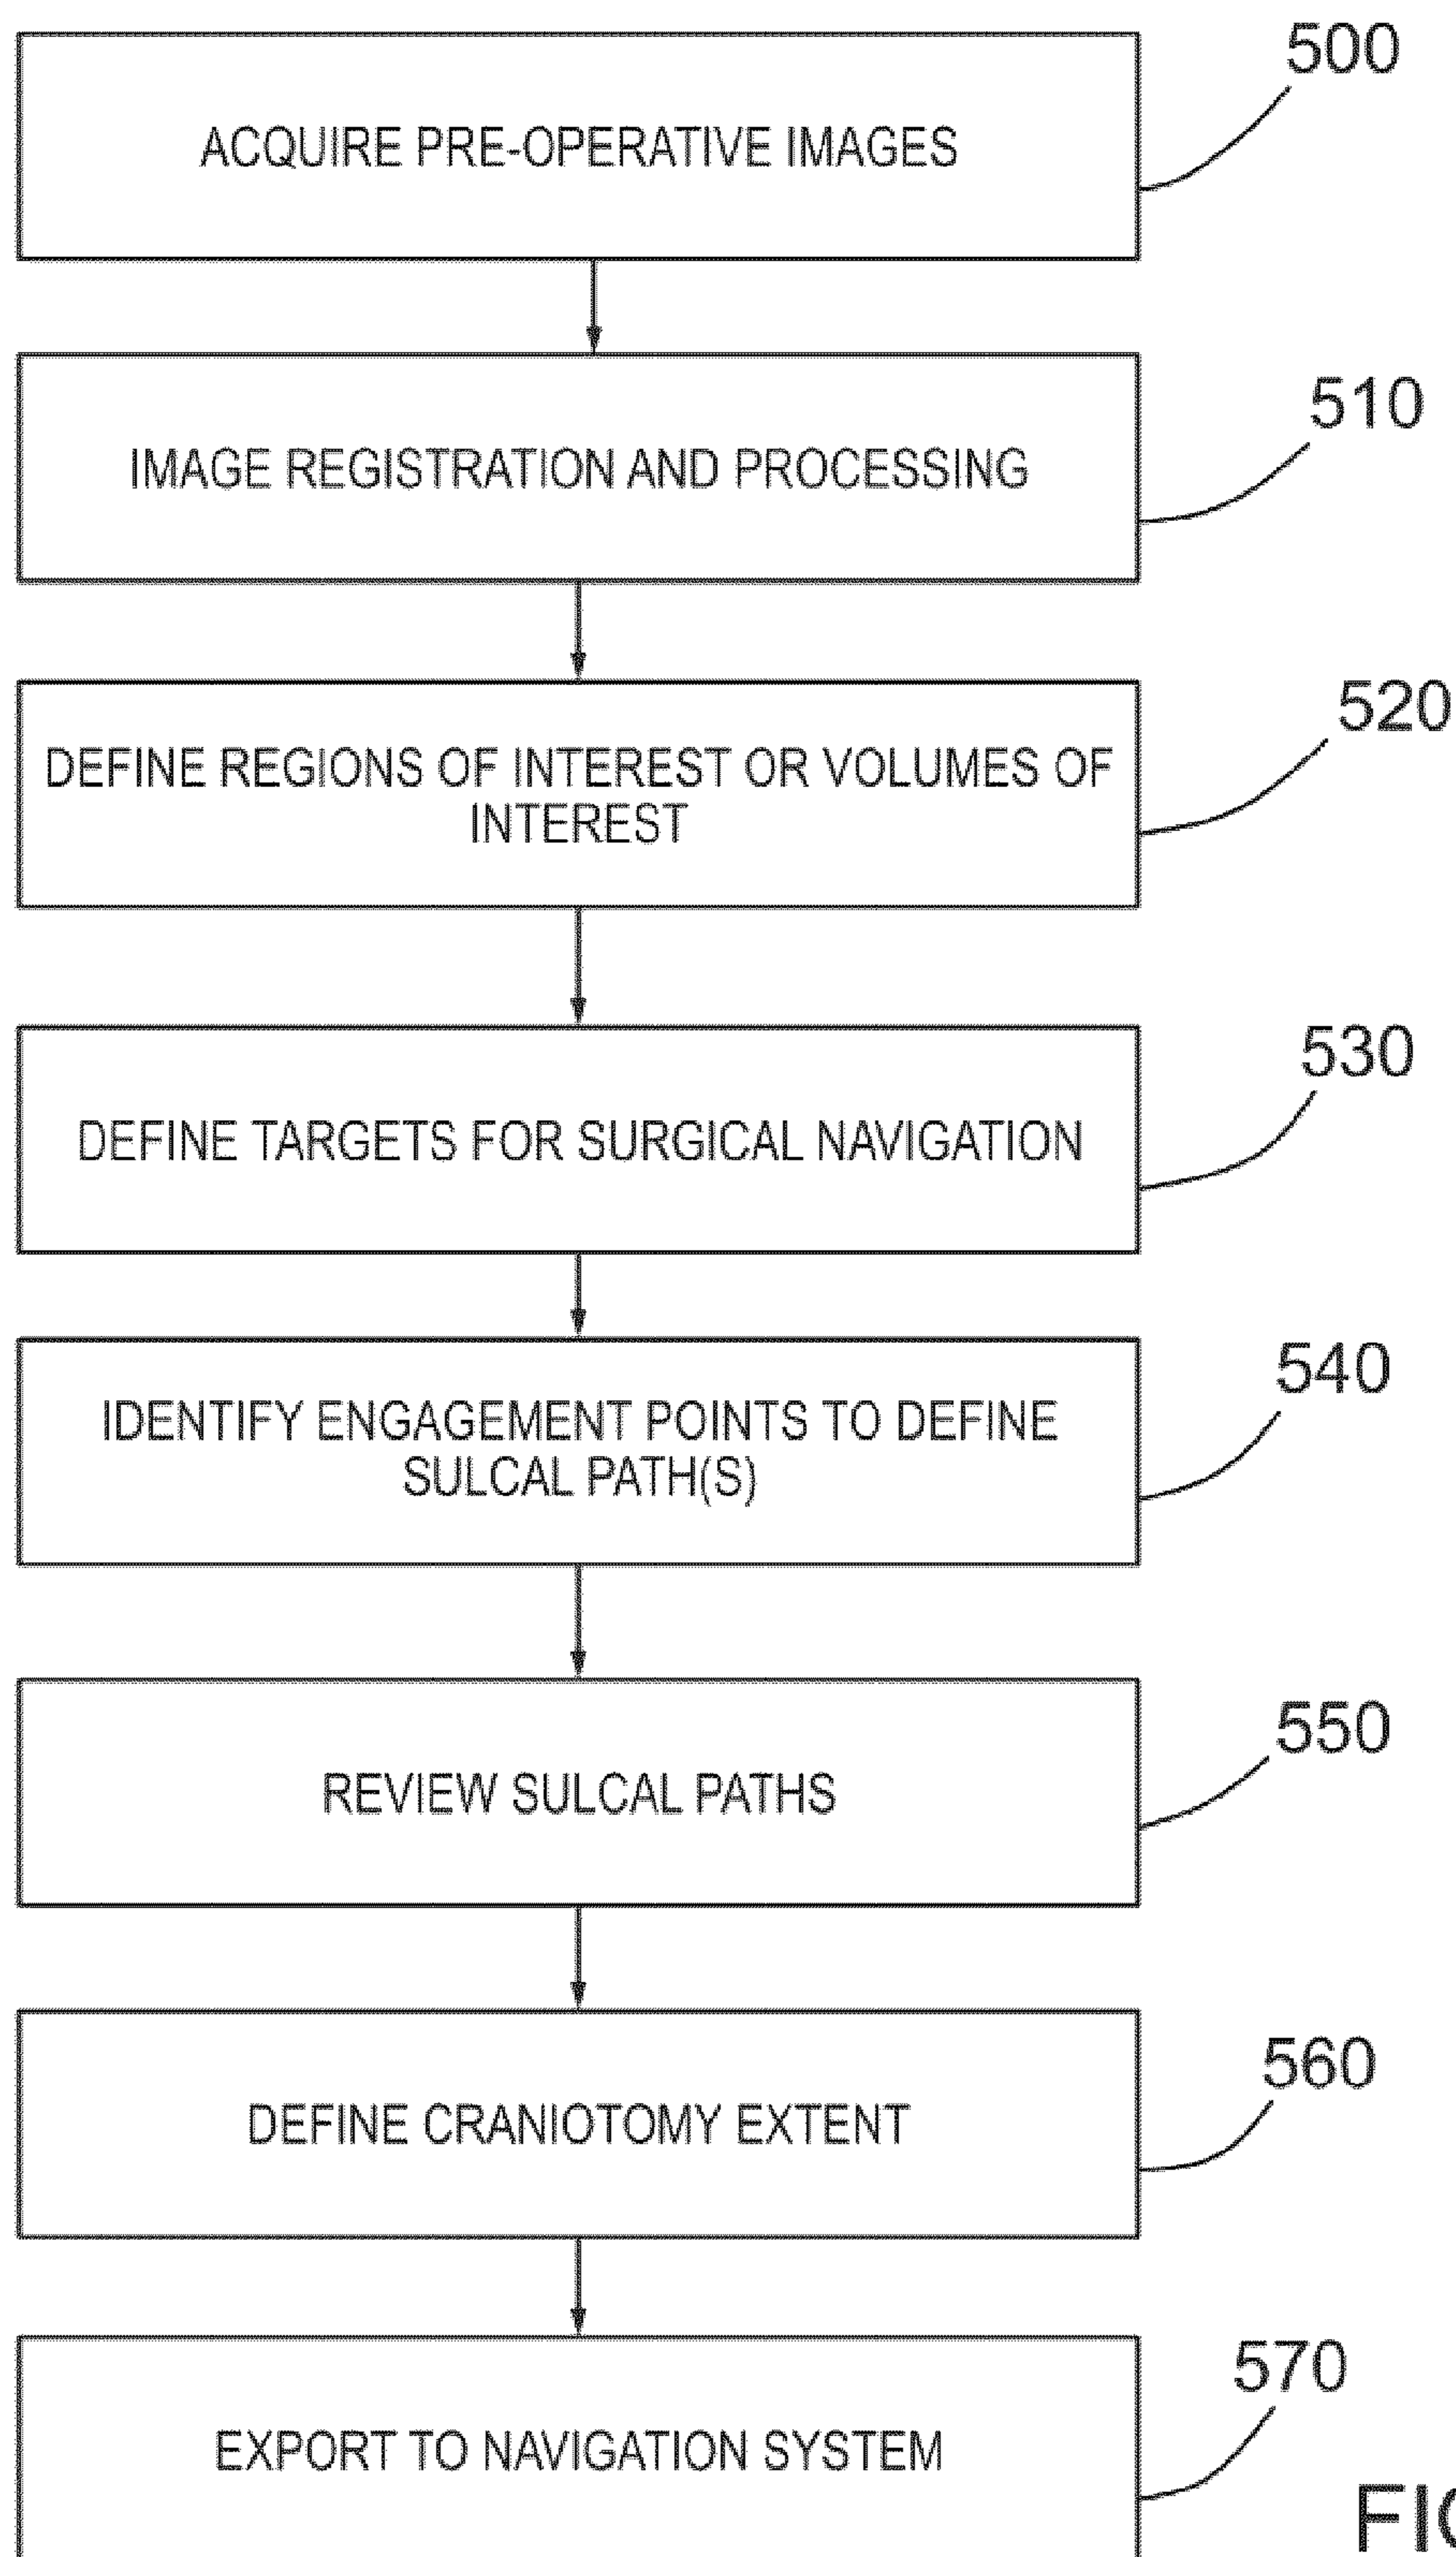 500
ACQUIRE PRE-OPERATIVE IMAGES
510
IMAGE REGISTRATION AND PROCESSING
520
DEFINE REGIONS OF INTEREST OR VOLUMES OF
INTEREST
530
DEFINE TARGETS FOR SURGICAL NAVIGATION
540
IDENTIFY ENGAGEMENT POINTS TO DEFINE
SULCAL PATH(S)
550
REVIEW SULCAL PATHS
560
DEFINE CRANIOTOMY EXTENT
570
EXPORT TO NAVIGATION SYSTEM